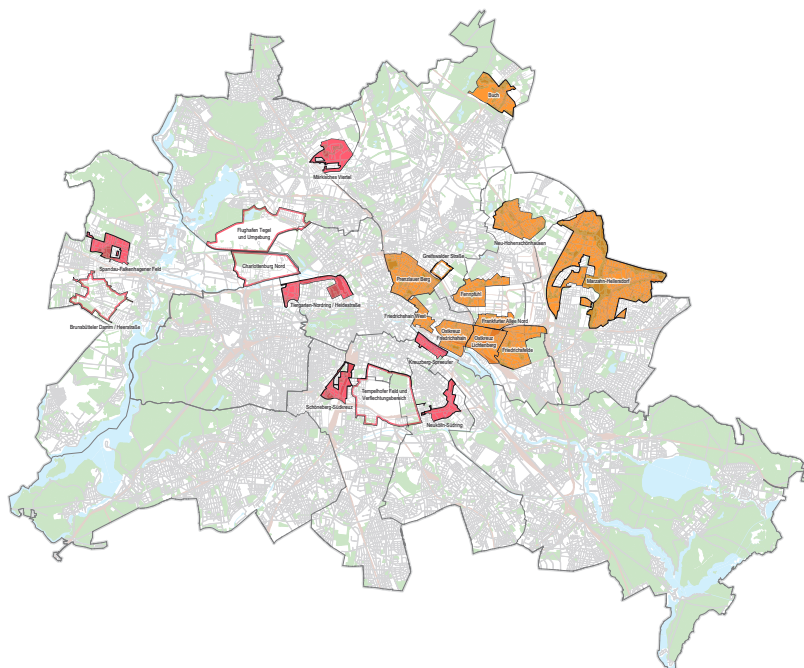 Buch
Märkisches Viertel
Flughafen Tegel
und Umgebung
Neu-Hohenschönhausen
Greifswalder Straße
Spandau-Falkenhagener Feld
Charlottenburg Nord
Prenzlauer Berg
Marzahn-Hellersdorf
Fennpfuhl
Tiergarten-Nordring / Heidestraße
Friedrichshain West
Frankfurter Allee Nord
Brunsbütteler Damm / Heerstraße
Ostkreuz
Friedrichshain
Ostkreuz
Lichtenberg
Friedrichsfelde
Kreuzberg-Spreeufer
Tempelhofer Feld und
Verflechtungsbereich
Schöneberg-Südkreuz
Neukölln-Südring